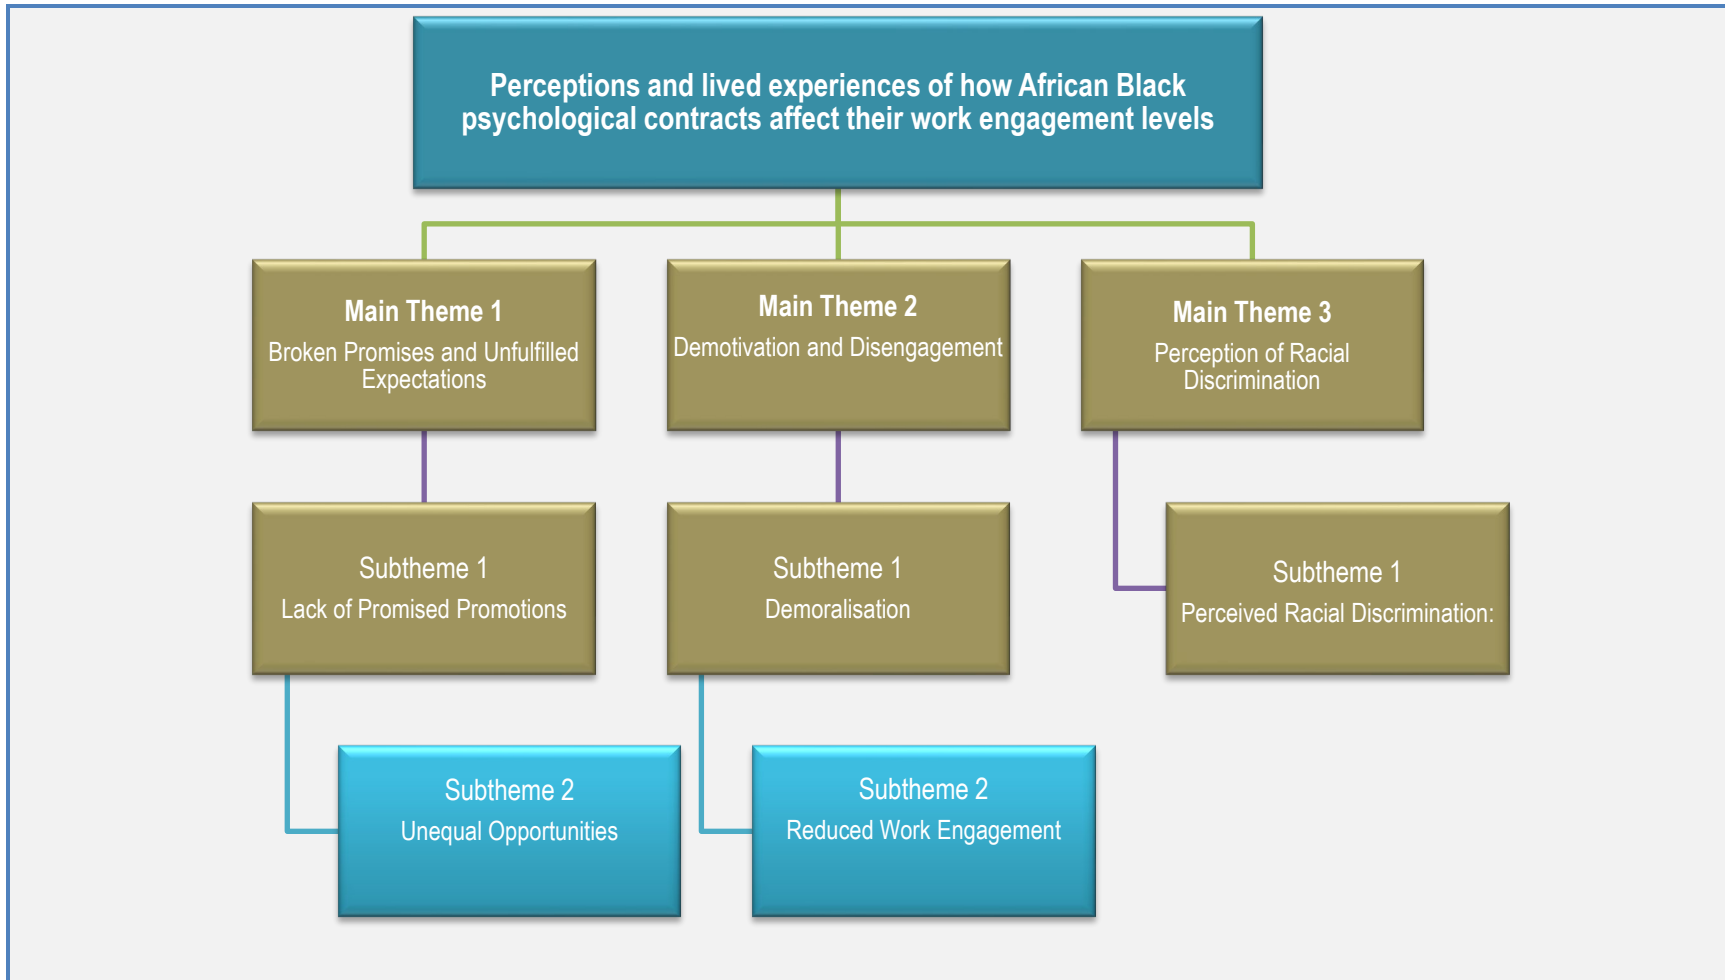 Perceptions and lived experiences of how African Black
psychological contracts affect their work engagement levels
Main Theme 1
Broken Promises and Unfulfilled
Expectations
Main Theme 2
Demotivation and Disengagement
Main Theme 3
Perception of Racial
Discrimination
Subtheme 1
Lack of Promised Promotions
Subtheme 1
Demoralisation
Subtheme 1
Perceived Racial Discrimination:
Subtheme 2
Unequal Opportunities
Subtheme 2
Reduced Work Engagement